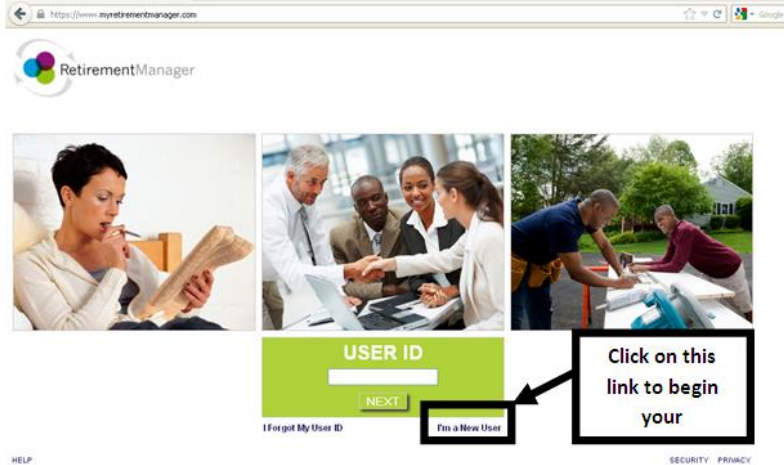 https://www.myretirementmanager.com
Google
RetirementManager
USER ID
NEXT
I Forgot My User ID
I'm a New User
Click on this
link to begin
your
HELP
SECURITY PRIVACY